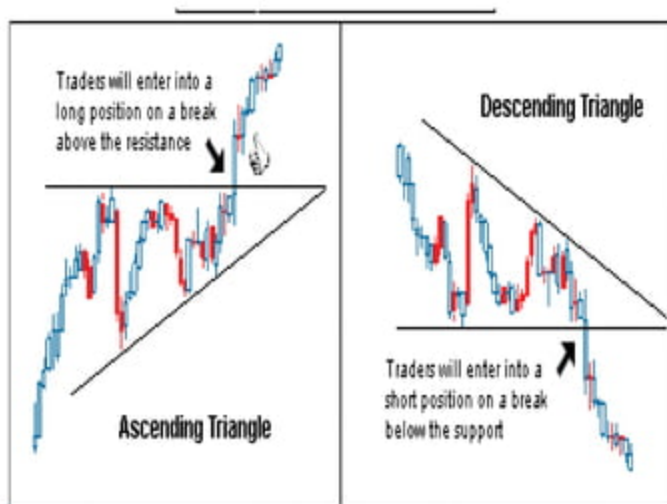 Traders will enter into a
long position on a break
above the resistance
Ascending Triangle
Descending Triangle
Traders will enter into a
short position on a break
below the support